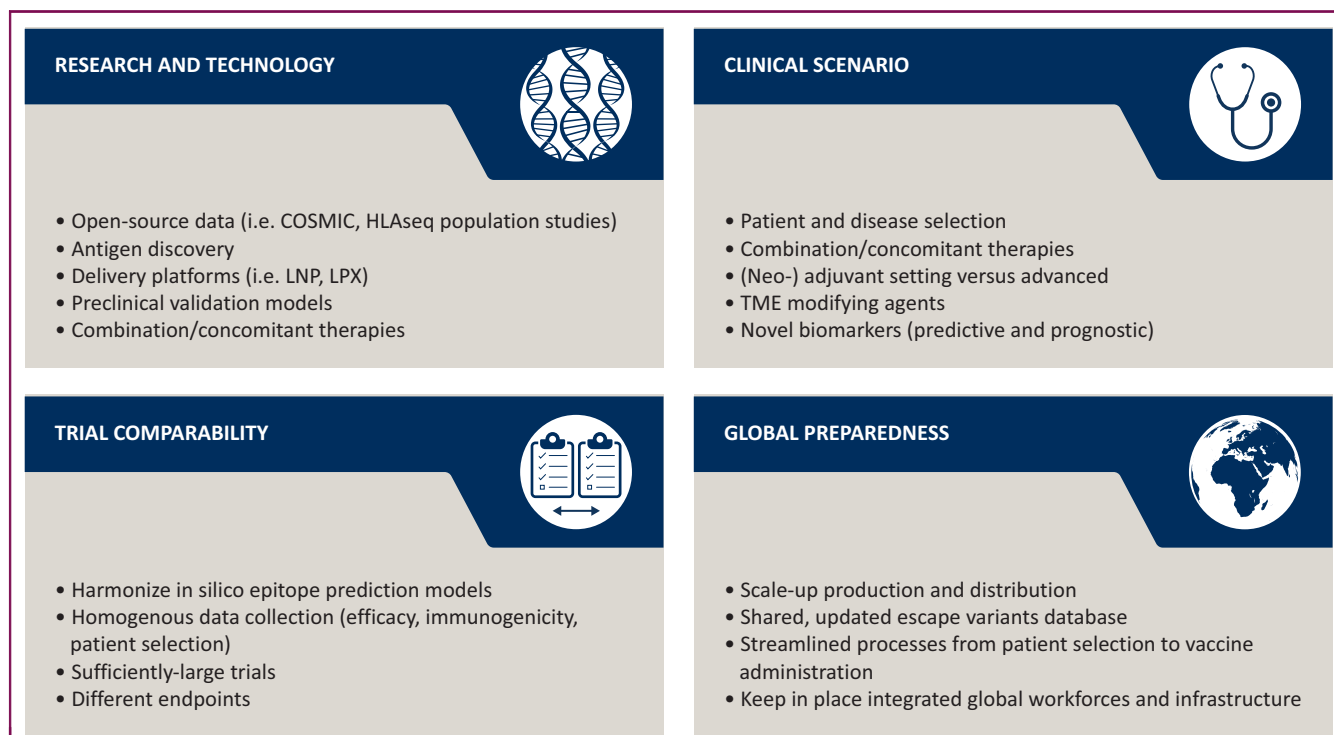 RESEARCH AND TECHNOLOGY
• Open-source data (i.e. COSMIC, HLAseq population studies)
• Antigen discovery
• Delivery platforms (i.e. LNP, LPX)
• Preclinical validation models
• Combination/concomitant therapies
CLINICAL SCENARIO
• Patient and disease selection
• Combination/concomitant therapies
• (Neo-) adjuvant setting versus advanced
• TME modifying agents
• Novel biomarkers (predictive and prognostic)
TRIAL COMPARABILITY
• Harmonize in silico epitope prediction models
• Homogenous data collection (efficacy, immunogenicity,
patient selection)
• Sufficiently-large trials
• Different endpoints
GLOBAL PREPAREDNESS
• Scale-up production and distribution
• Shared, updated escape variants database
• Streamlined processes from patient selection to vaccine
administration
• Keep in place integrated global workforces and infrastructure